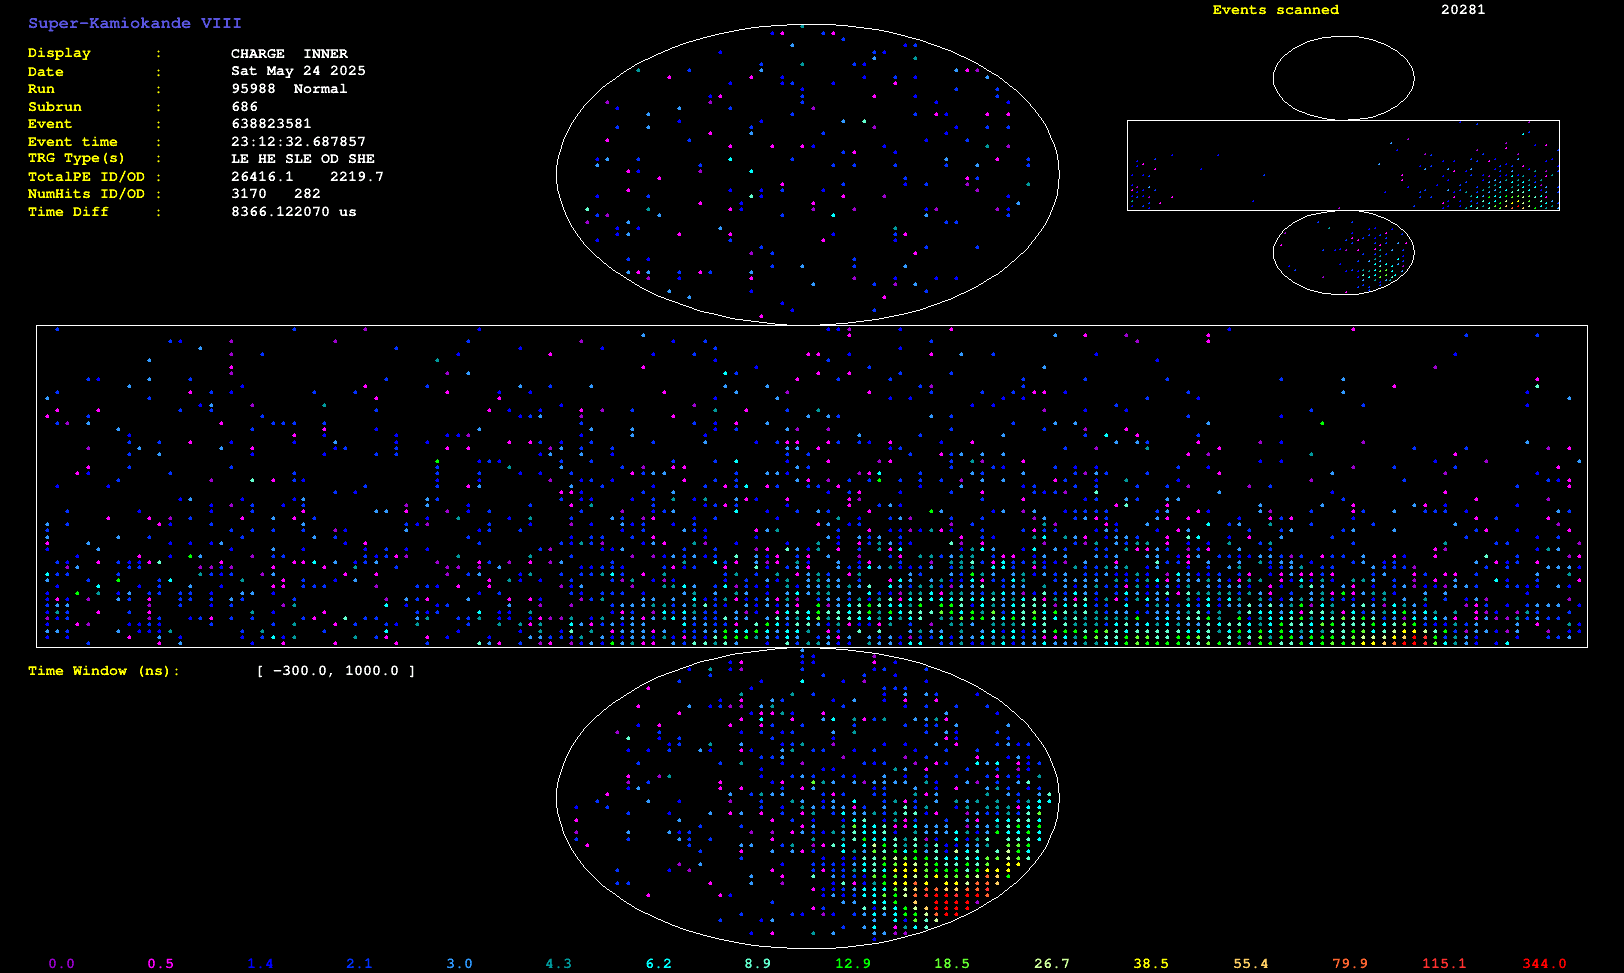 Super-Kamiokande VIII
Display : CHARGE INNER
Date : Sat May 24 2025
Run : 95988 Normal
Subrun : 686
Event : 638823581
Event time : 23:12:32.687857
TRG Type(s) : LE HE SLE OD SHE
TotalPE ID/OD : 26416.1 2219.7
NumHits ID/OD : 3170 282
Time Diff : 8366.122070 us
Events scanned 20281
Time Window (ns): [ -300.0, 1000.0 ]
0.0 0.5 1.4 2.1 3.0 4.3 6.2 8.9 12.9 18.5 26.7 38.5 55.4 79.9 115.1 344.0